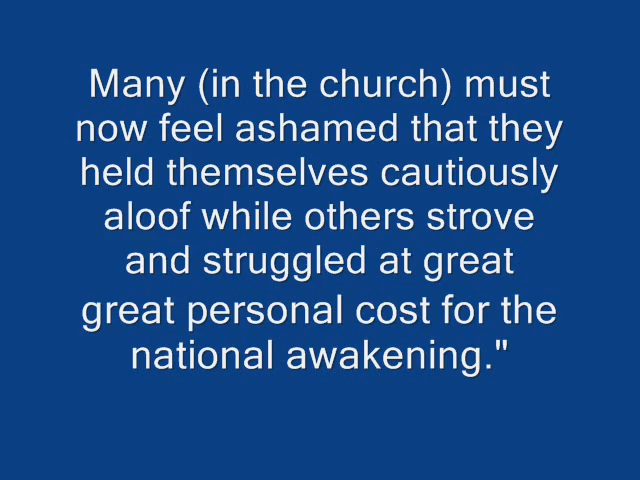 Many (in the church) must
now feel ashamed that they
held themselves cautiously
aloof while others strove
and struggled at great
great personal cost for the
national awakening."